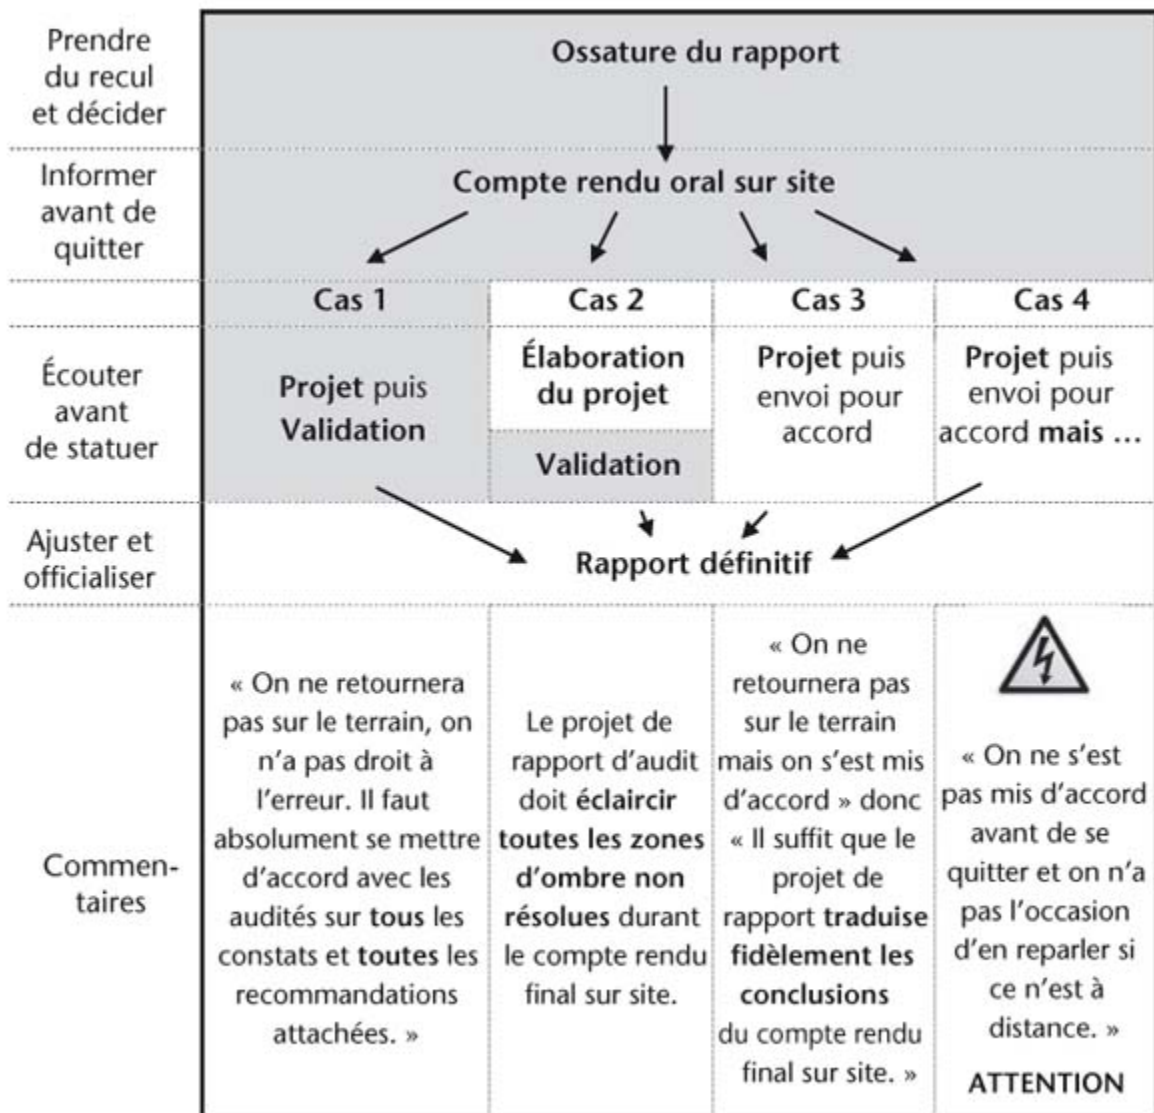 Prendre
du recul
et décider
Ossature du rapport
Informer
avant de
quitter
Compte rendu oral sur site
Cas 1
Cas 2
Cas 3
Cas 4
Écouter
avant
de statuer
Projet puis
Validation
Élaboration
du projet
Validation
Projet puis
envoi pour
accord
Projet puis
envoi pour
accord mais ...
Ajuster et
officialiser
Rapport définitif
Commen-
taires
« On ne retournera
pas sur le terrain, on
n'a pas droit à
l'erreur. Il faut
absolument se mettre
d'accord avec les
audités sur tous les
constats et toutes les
recommandations
attachées. »
Le projet de
rapport d'audit
doit éclaircir
toutes les zones
d'ombre non
résolues durant
le compte rendu
final sur site.
« On ne
retournera pas
sur le terrain
mais on s'est mis
d'accord » donc
« Il suffit que le
projet de
rapport traduise
fidèlement les
conclusions
du compte rendu
final sur site. »
« On ne s'est
pas mis d'accord
avant de se
quitter et on n'a
pas l'occasion
d'en reparler si
ce n'est à
distance. »
ATTENTION